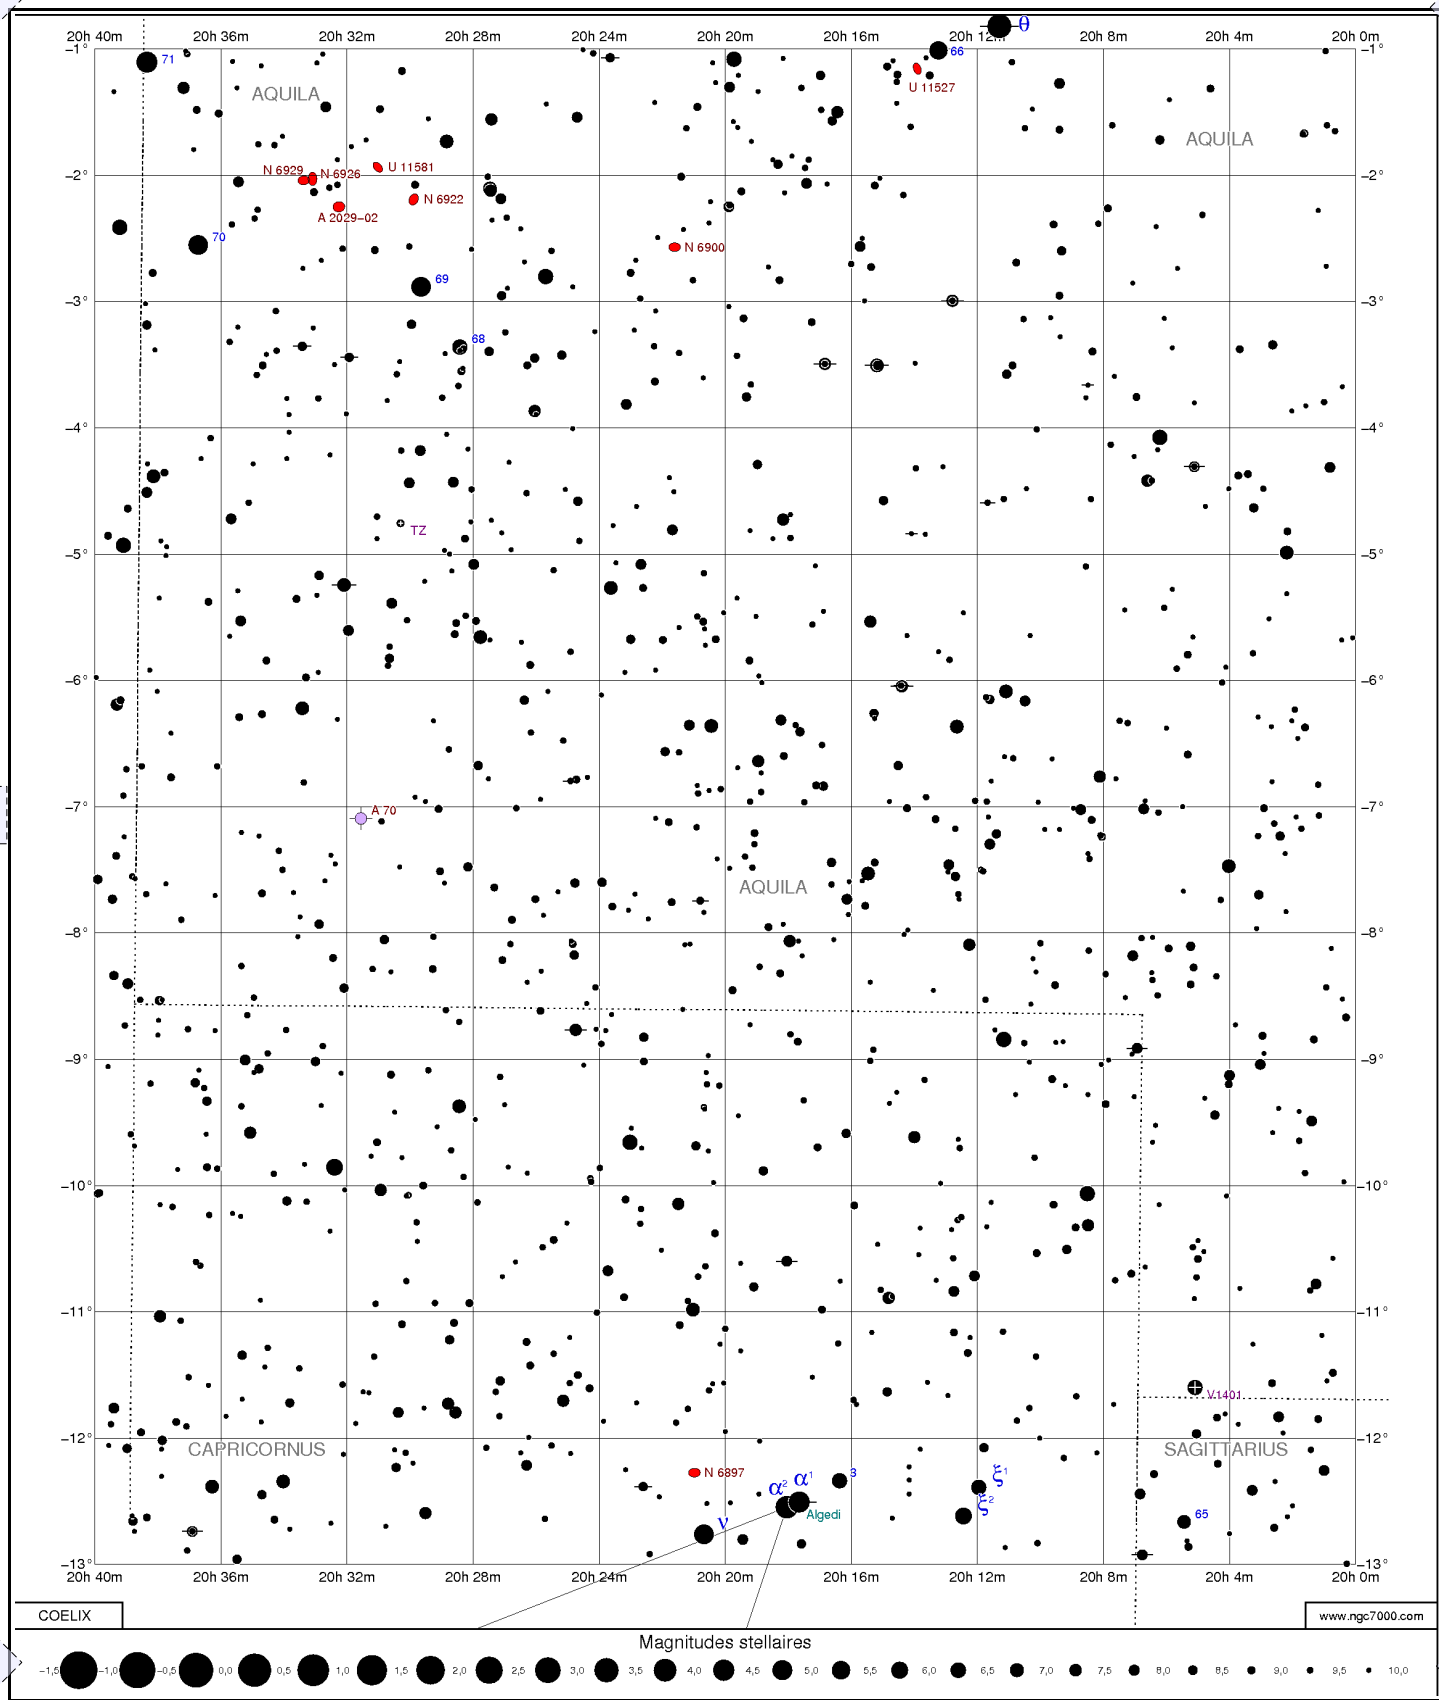 θ
20h 40m 20h 36m 20h 32m 20h 28m 20h 24m 20h 20m 20h 16m 20h 12m 20h 8m 20h 4m 20h 0m
−1° −1°
71 66
U 11527
AQUILA
AQUILA
N 6929 N 6926 U 11581
−2° −2°
N 6922
A 2029−02
70 N 6900
69
−3° −3°
68
−4° −4°
TZ
−5° −5°
−6° −6°
−7° −7°
A 70
AQUILA
−8° −8°
−9° −9°
−10° −10°
−11° −11°
V1401
−12° −12°
CAPRICORNUS SAGITTARIUS
N 6897 α² α¹ 3 ξ¹
ξ²
Algedi 65
ν
−13° −13°
20h 40m 20h 36m 20h 32m 20h 28m 20h 24m 20h 20m 20h 16m 20h 12m 20h 8m 20h 4m 20h 0m
COELIX www.ngc7000.com
Magnitudes stellaires
−1,5 −1,0 −0,5 0,0 0,5 1,0 1,5 2,0 2,5 3,0 3,5 4,0 4,5 5,0 5,5 6,0 6,5 7,0 7,5 8,0 8,5 9,0 9,5 10,0